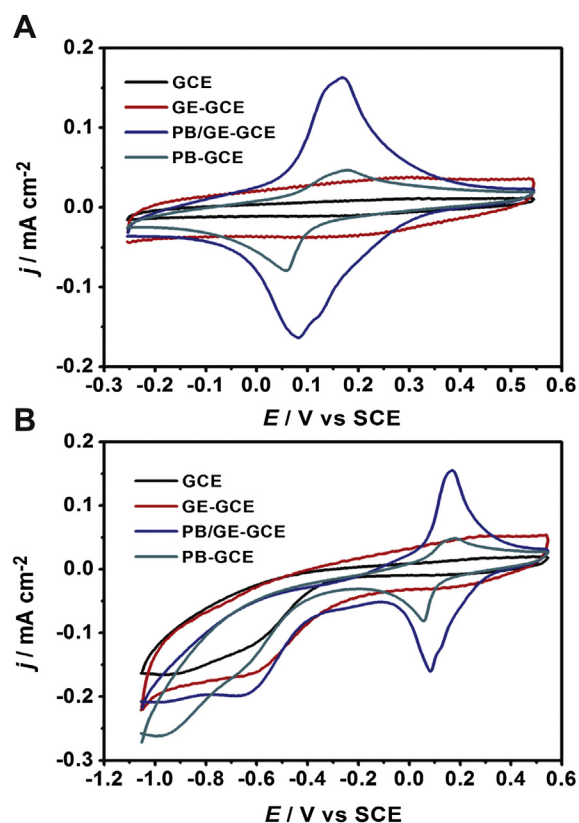 A
0.2
0.1
0.0
-0.1
-0.2
j / mA cm-2
GCE
GE-GCE
PB/GE-GCE
PB-GCE
-0.3 -0.2 -0.1 0.0 0.1 0.2 0.3 0.4 0.5 0.6
E / V vs SCE
B
0.2
0.1
0.0
-0.1
-0.2
-0.3
j / mA cm-2
GCE
GE-GCE
PB/GE-GCE
PB-GCE
-1.2 -1.0 -0.8 -0.6 -0.4 -0.2 0.0 0.2 0.4 0.6
E / V vs SCE